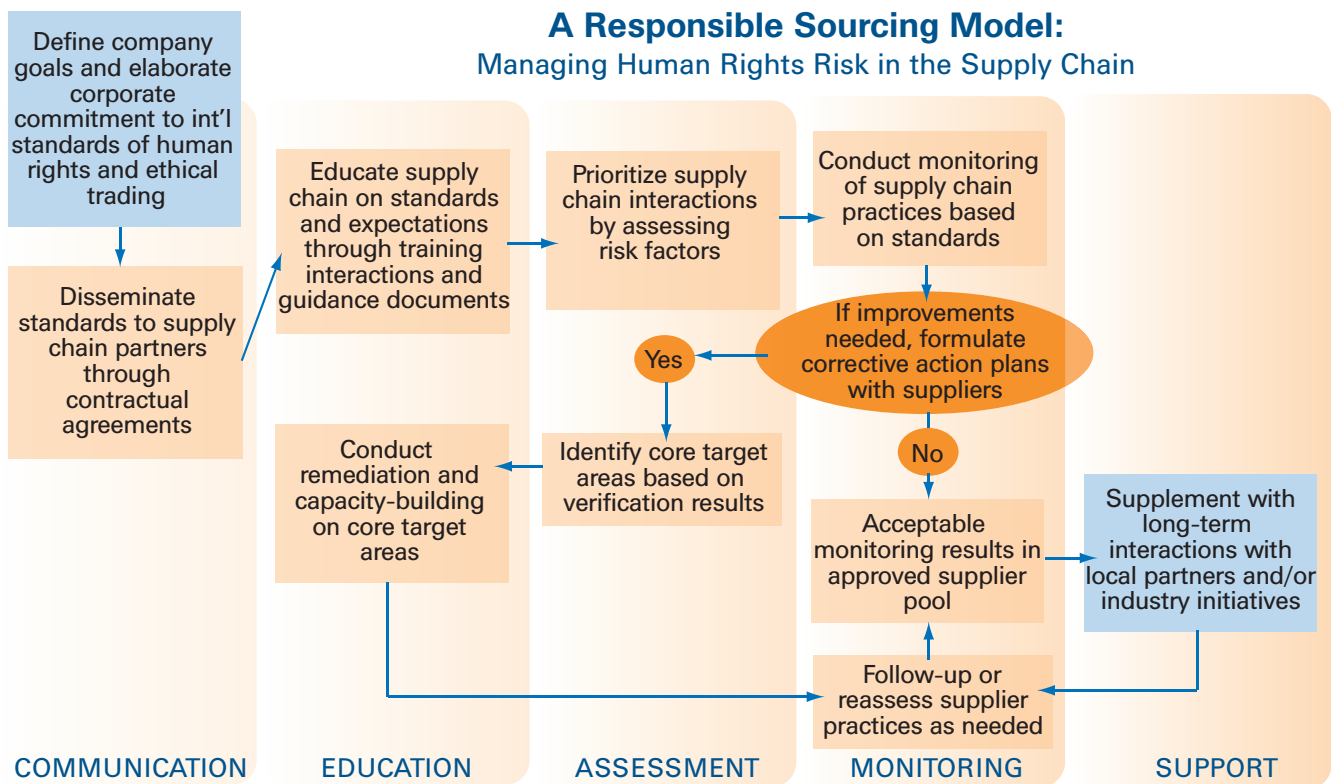 A Responsible Sourcing Model:
Managing Human Rights Risk in the Supply Chain
Define company
goals and elaborate
corporate
commitment to int'l
standards of human
rights and ethical
trading
Disseminate
standards to supply
chain partners
through
contractual
agreements
Educate supply
chain on standards
and expectations
through training
interactions and
guidance documents
Prioritize supply
chain interactions
by assessing
risk factors
Conduct monitoring
of supply chain
practices based
on standards
If improvements
needed, formulate
corrective action plans
with suppliers
Yes
No
Identify core target
areas based on
verification results
Conduct
remediation and
capacity-building
on core target
areas
Acceptable
monitoring results in
approved supplier
pool
Supplement with
long-term
interactions with
local partners and/or
industry initiatives
Follow-up or
reassess supplier
practices as needed
COMMUNICATION
EDUCATION
ASSESSMENT
MONITORING
SUPPORT